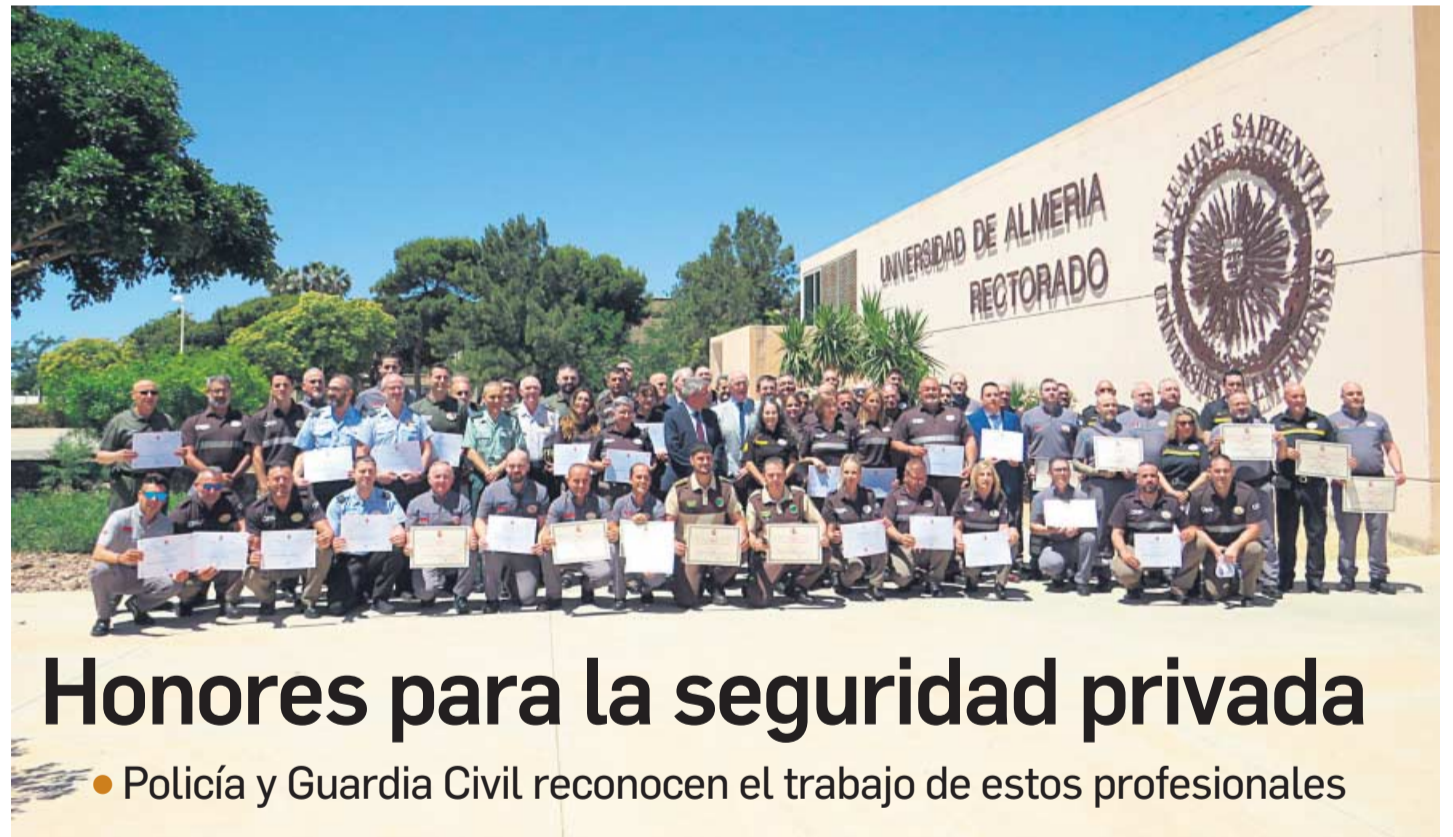 UNIVERSIDAD DE ALMERIA
RECTORADO
IN LUMINE SAPIENTIA
Honores para la seguridad privada
• Policía y Guardia Civil reconocen el trabajo de estos profesionales